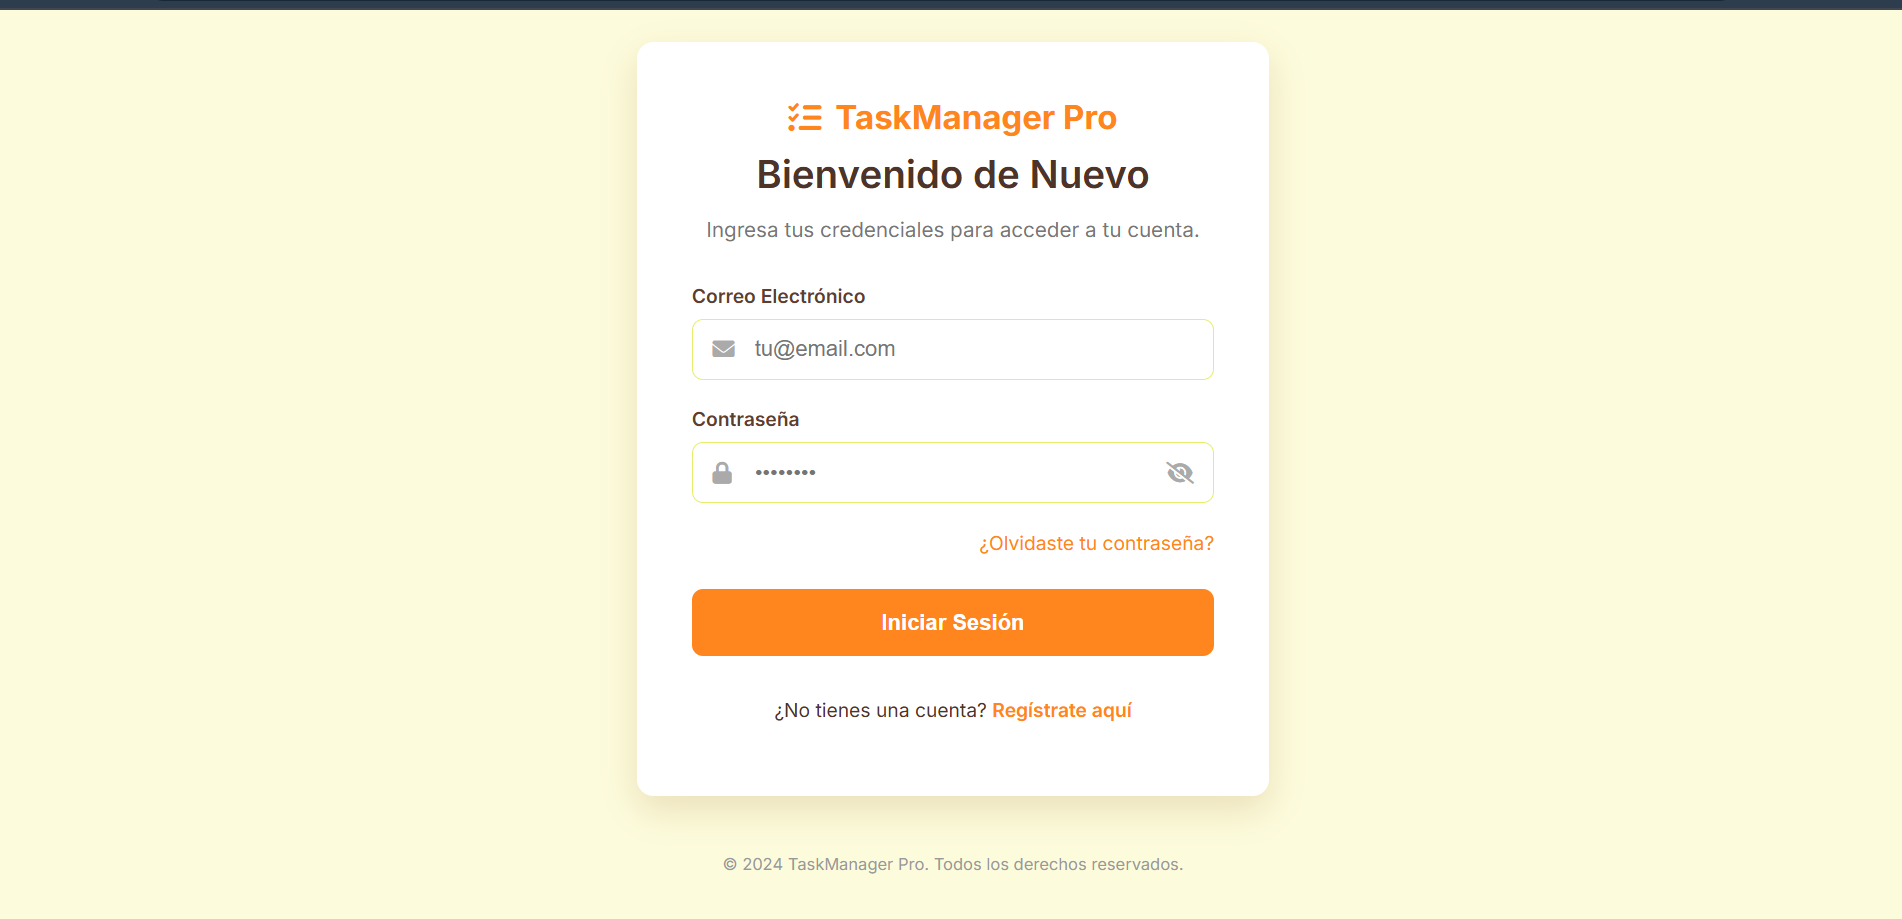 TaskManager Pro
Bienvenido de Nuevo
Ingresa tus credenciales para acceder a tu cuenta.
Correo Electrónico
tu@email.com
Contraseña
••••••••
¿Olvidaste tu contraseña?
Iniciar Sesión
¿No tienes una cuenta? Regístrate aquí
© 2024 TaskManager Pro. Todos los derechos reservados.